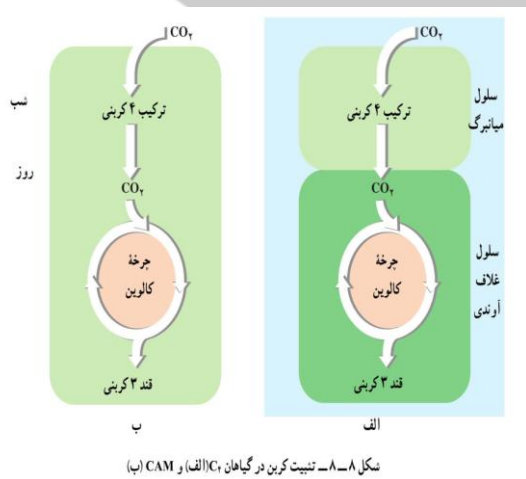 CO۲
سلول
میانبرگ
ترکیب ۴ کربنی
CO۲
سلول
غلاف
آوندی
چرخهٔ
کالوین
قند ۳ کربنی
الف
CO۲
شب
ترکیب ۴ کربنی
روز
CO۲
چرخهٔ
کالوین
قند ۳ کربنی
ب
شکل ۸ــ۸ــ تثبیت کربن در گیاهان C۴(الف) و CAM (ب)